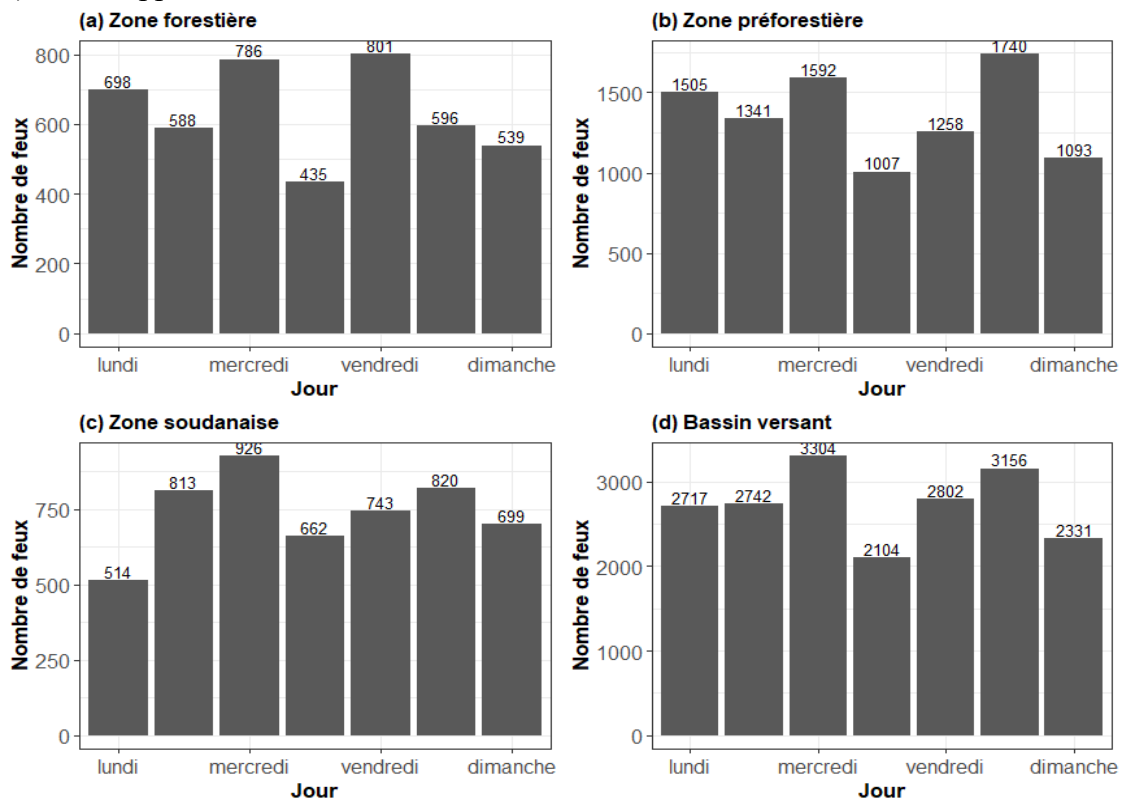 (a) Zone forestière
Nombre de feux
800
600
400
200
0
698
588
786
435
801
596
539
lundi mercredi vendredi dimanche
Jour
(b) Zone préforestière
Nombre de feux
1500
1000
500
0
1505
1341
1592
1007
1258
1740
1093
lundi mercredi vendredi dimanche
Jour
(c) Zone soudanaise
Nombre de feux
750
500
250
0
514
813
926
662
743
820
699
lundi mercredi vendredi dimanche
Jour
(d) Bassin versant
Nombre de feux
3000
2000
1000
0
2717
2742
3304
2104
2802
3156
2331
lundi mercredi vendredi dimanche
Jour